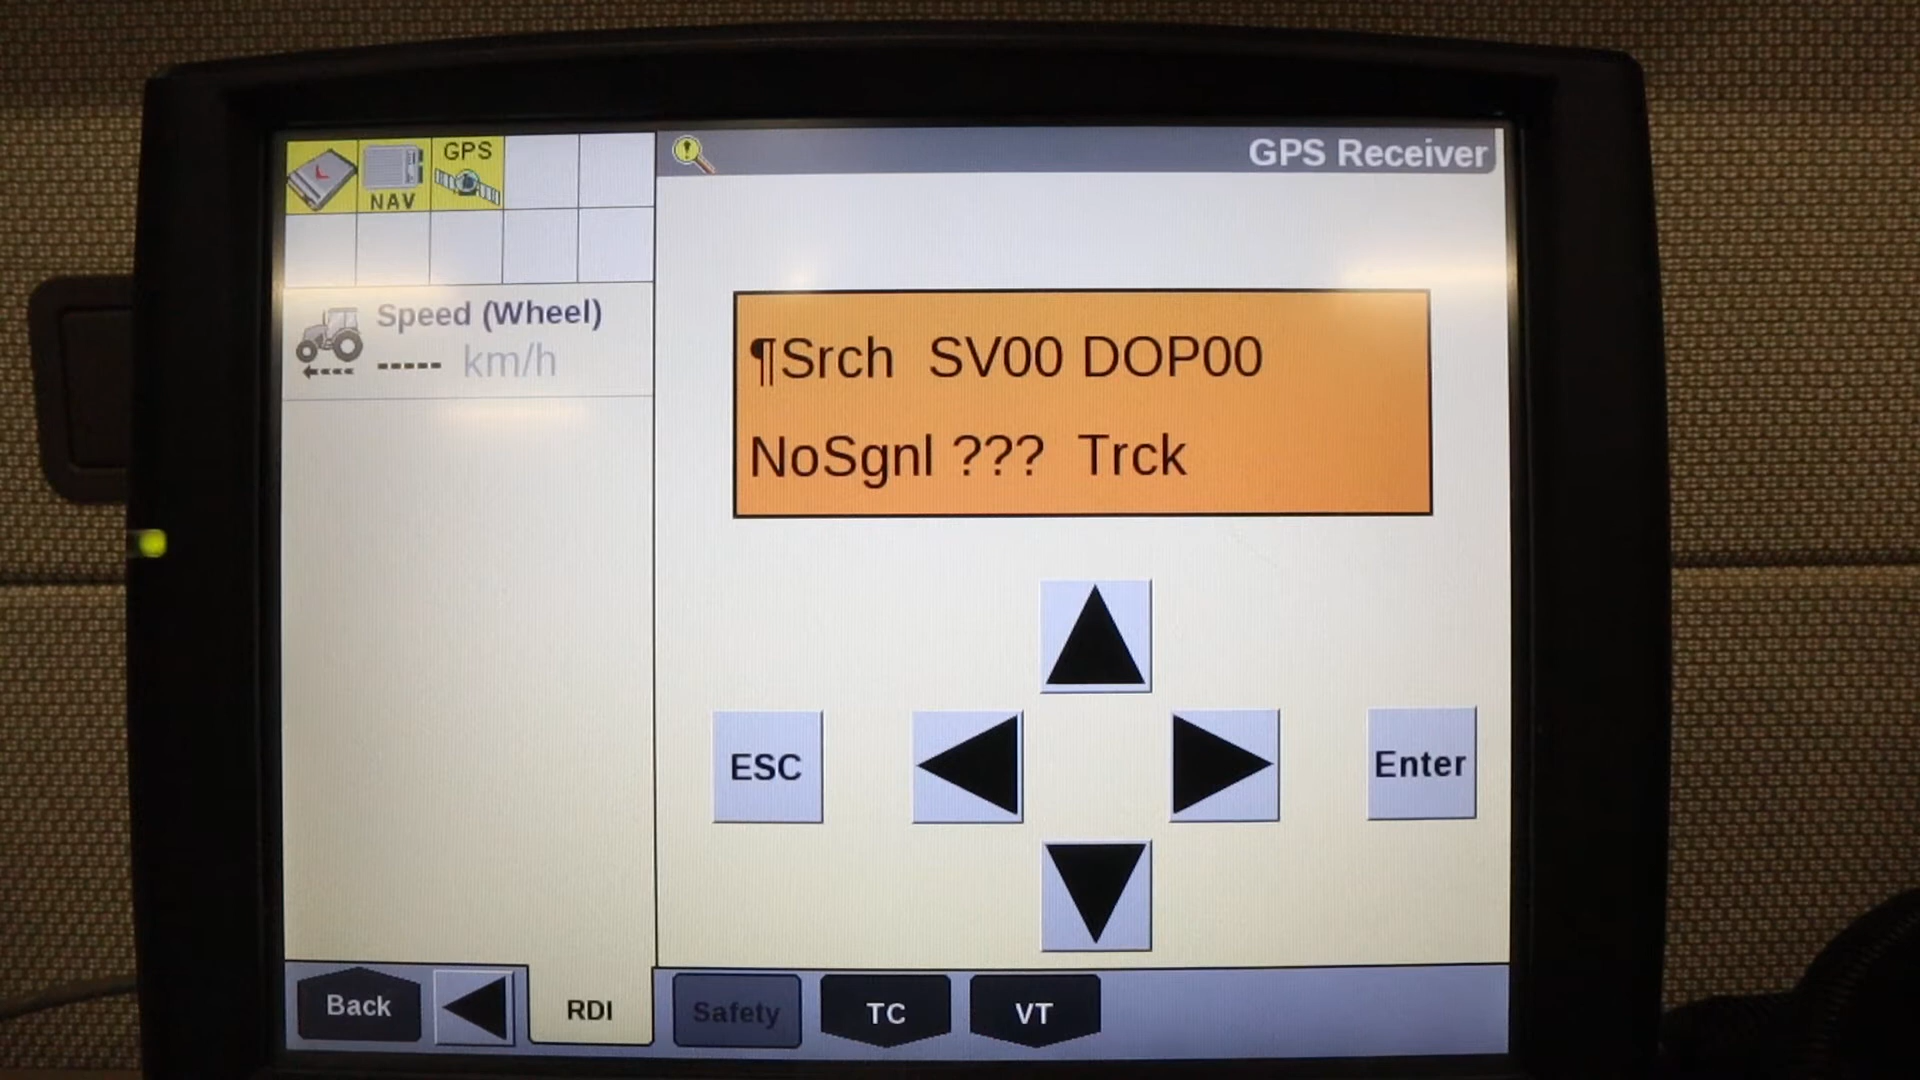 GPS
NAV
GPS Receiver
Speed (Wheel)
----- km/h
¶Srch SV00 DOP00
NoSgnl ??? Trck
ESC
Enter
Back
RDI
Safety
TC
VT